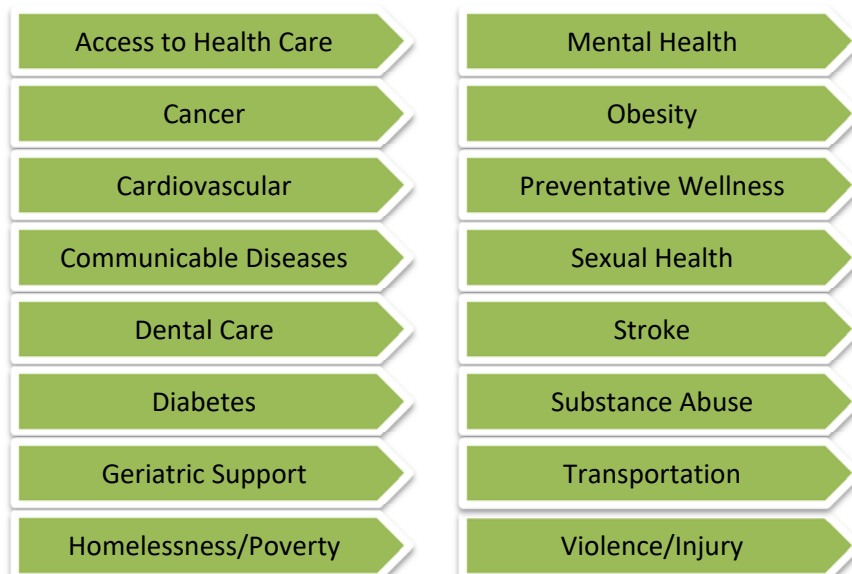 Access to Health Care
Cancer
Cardiovascular
Communicable Diseases
Dental Care
Diabetes
Geriatric Support
Homelessness/Poverty
Mental Health
Obesity
Preventative Wellness
Sexual Health
Stroke
Substance Abuse
Transportation
Violence/Injury